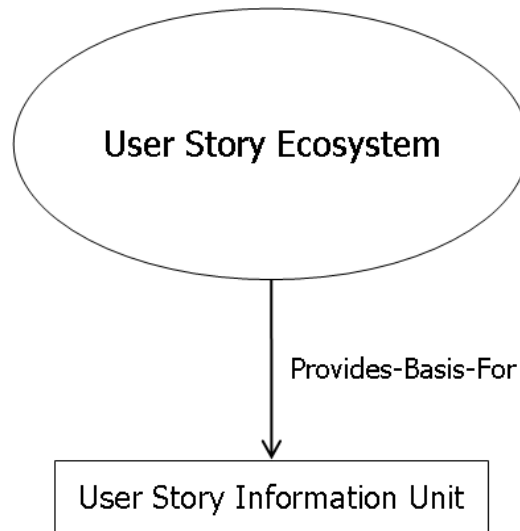 User Story Ecosystem
Provides-Basis-For
User Story Information Unit